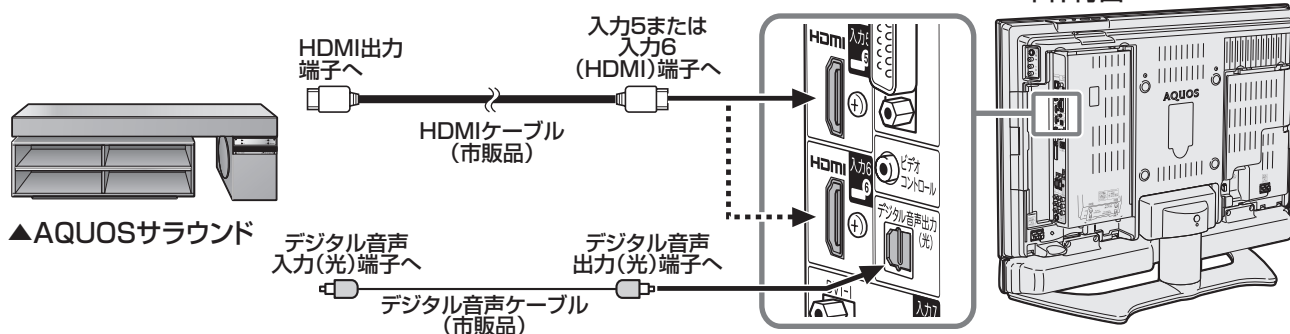 HDMI出力
端子へ
入力5または
入力6
(HDMI)端子へ
HDMIケーブル
(市販品)
▲AQUOSサラウンド
デジタル音声
入力(光)端子へ
デジタル音声
出力(光)端子へ
デジタル音声ケーブル
(市販品)
HDMI
入力5
5
HDMI
入力6
6
ビデオ
コントロール
デジタル音声出力
(光)
入力7
AQUOS